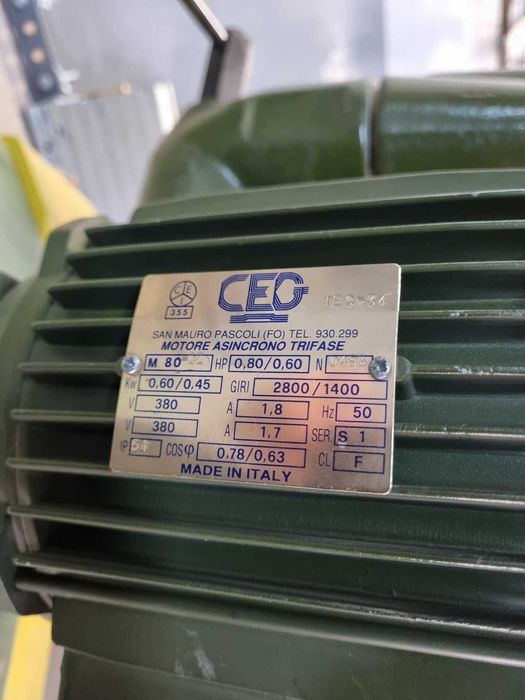 CE
355
CEG
IEC-34
SAN MAURO PASCOLI (FO) TEL. 930.299
MOTORE ASINCRONO TRIFASE
M 80 HP 0,80/0,60 N
Kw 0,60/0,45 GIRI 2800/1400
V 380 A 1,8 Hz 50
V 380 A 1,7 SER. S 1
IP 54 COSφ 0,78/0,63 CL F
MADE IN ITALY